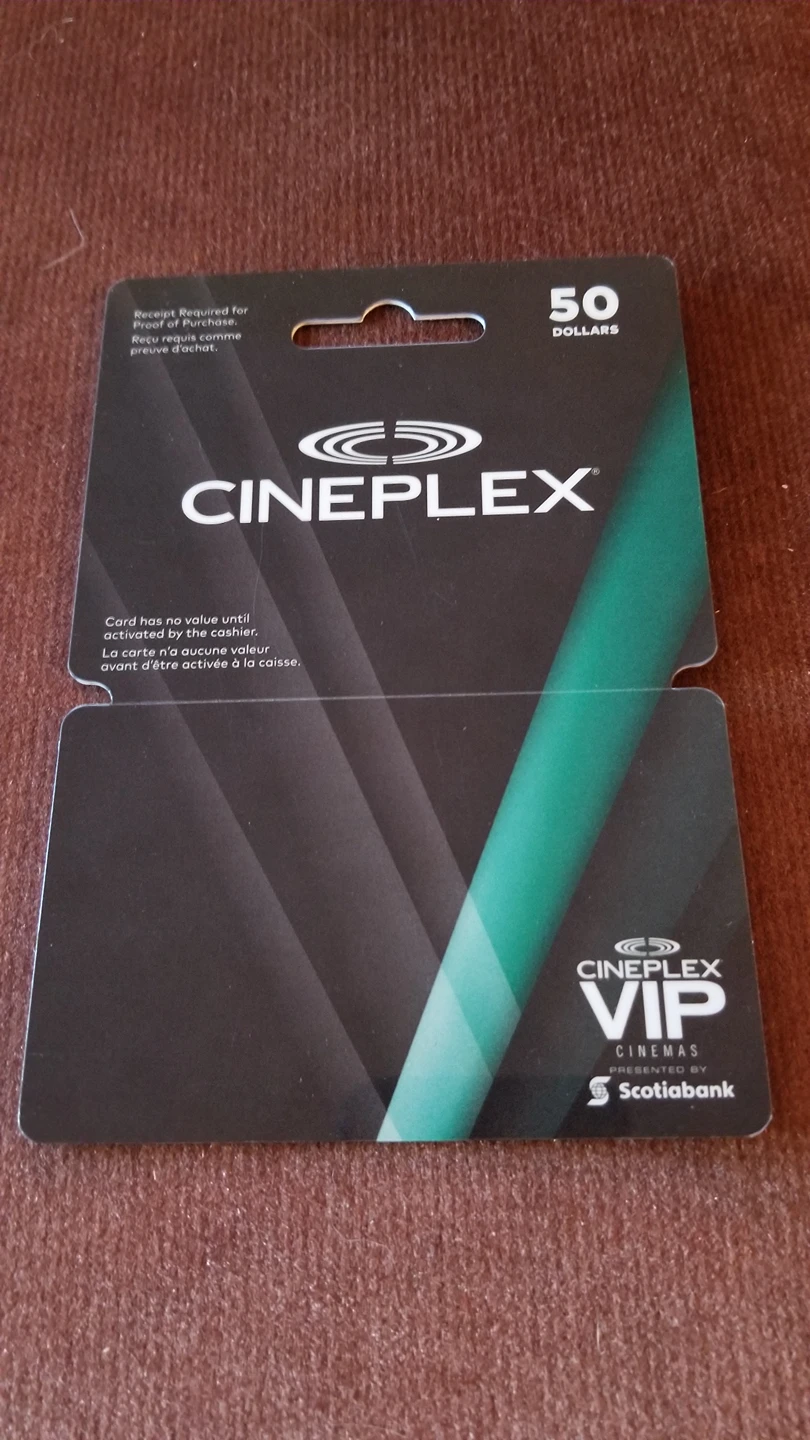 Receipt Required for
Proof of Purchase.
Reçu requis comme
preuve d'achat.
50
DOLLARS
CINEPLEX®
Card has no value until
activated by the cashier.
La carte n'a aucune valeur
avant d'être activée à la caisse.
CINEPLEX
VIP
CINEMAS
PRESENTED BY
Scotiabank